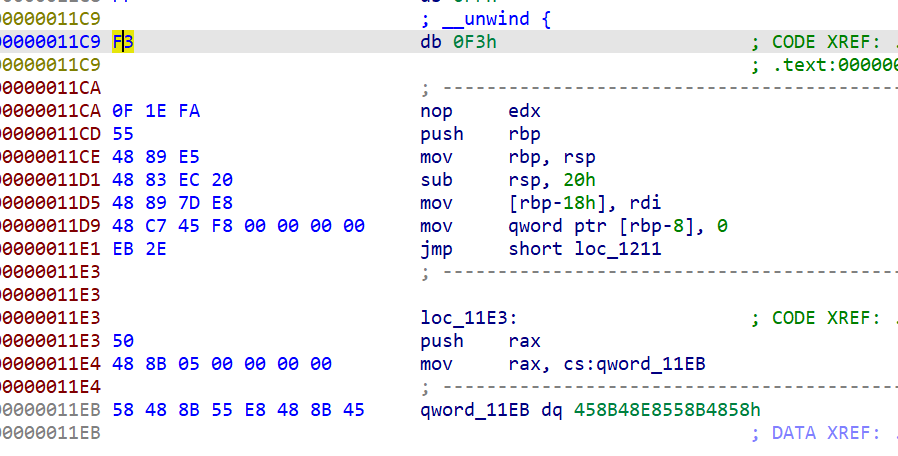 ; __unwind {
00000011C9 F3 db 0F3h ; CODE XREF: .
00000011C9 ; .text:000000
00000011CA ; ----------------------------------------
00000011CA 0F 1E FA nop edx
00000011CD 55 push rbp
00000011CE 48 89 E5 mov rbp, rsp
00000011D1 48 83 EC 20 sub rsp, 20h
00000011D5 48 89 7D E8 mov [rbp-18h], rdi
00000011D9 48 C7 45 F8 00 00 00 00 mov qword ptr [rbp-8], 0
00000011E1 EB 2E jmp short loc_1211
00000011E3 ; ----------------------------------------
00000011E3
00000011E3 loc_11E3: ; CODE XREF: .
00000011E3 50 push rax
00000011E4 48 8B 05 00 00 00 00 mov rax, cs:qword_11EB
00000011E4 ; ----------------------------------------
00000011EB 58 48 8B 55 E8 48 8B 45 qword_11EB dq 458B48E8558B4858h
00000011EB ; DATA XREF: .